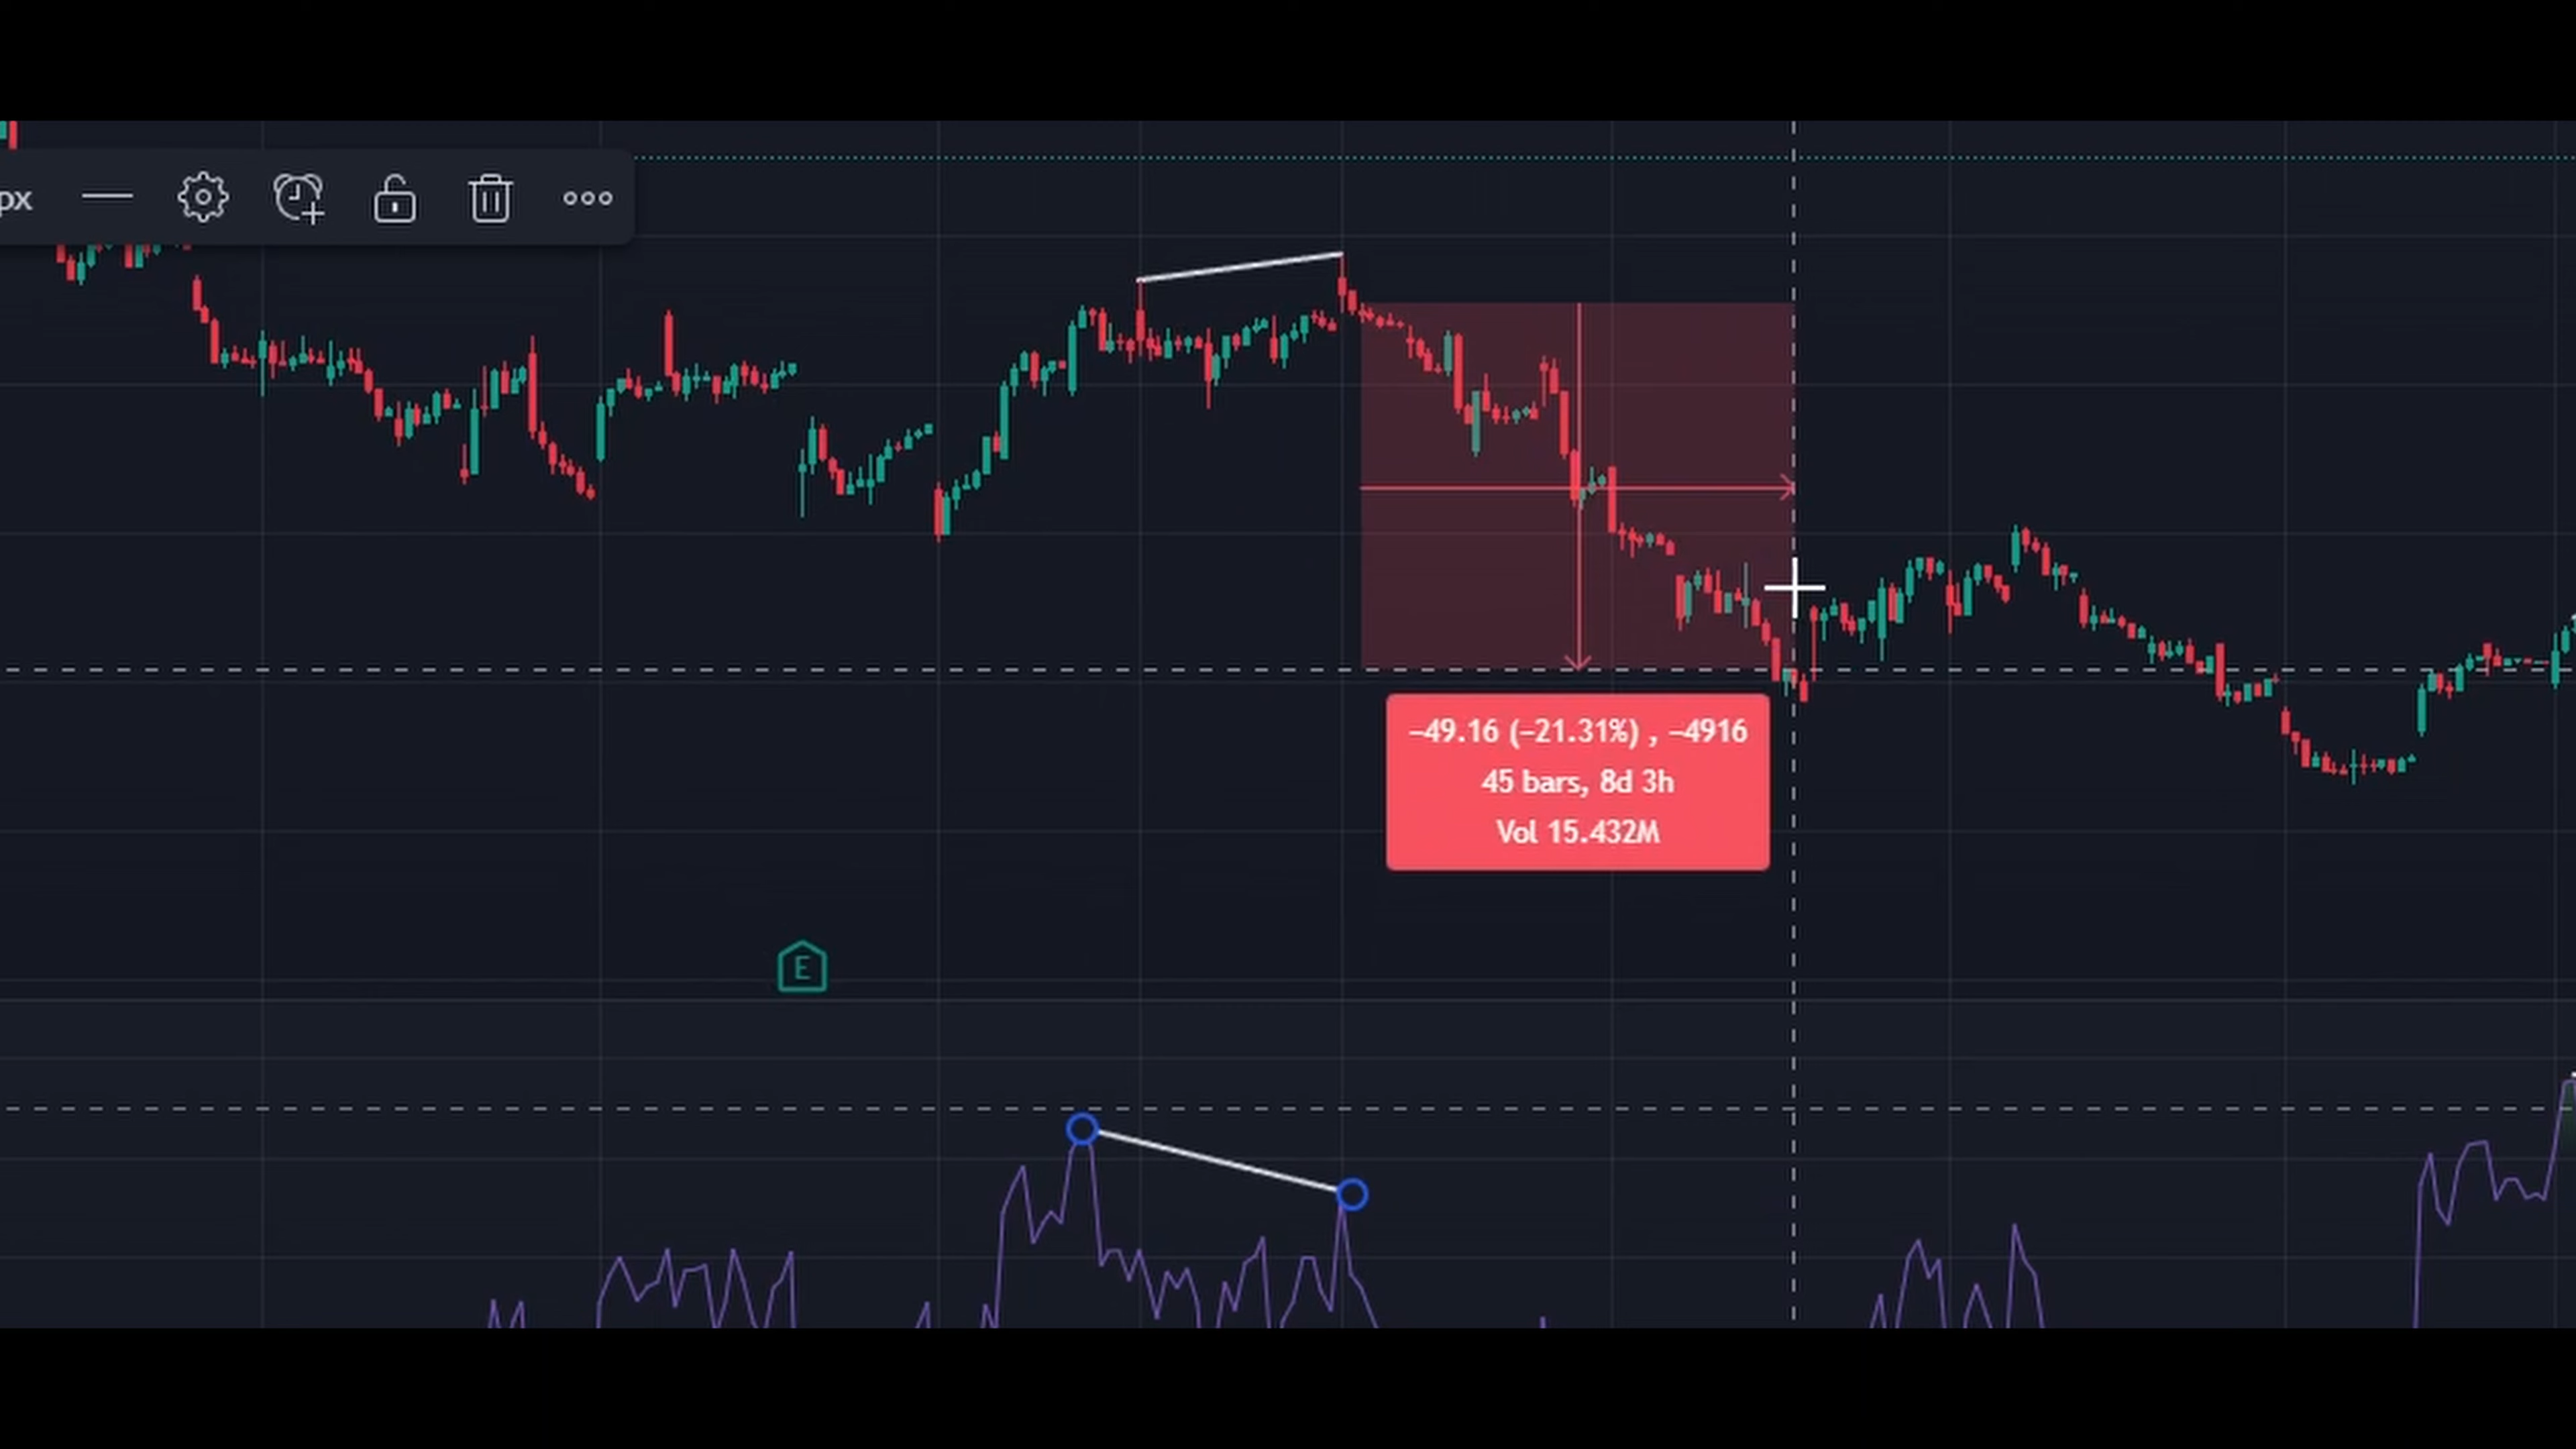 px
−49.16 (−21.31%) , −4916
45 bars, 8d 3h
Vol 15.432M
E